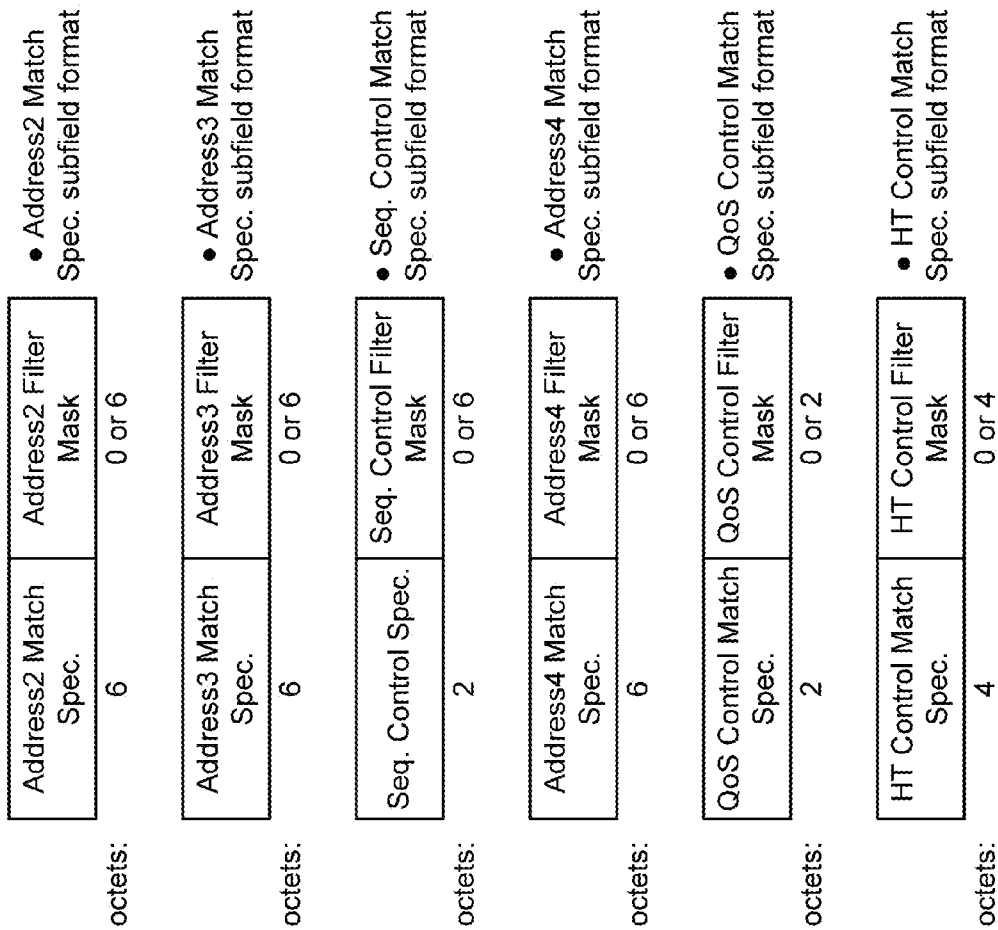 Address2 Match
Spec.
Address2 Filter
Mask
octets:
6
0 or 6
● Address2 Match
Spec. subfield format
Address3 Match
Spec.
Address3 Filter
Mask
6
0 or 6
● Address3 Match
Spec. subfield format
Seq. Control Spec.
Seq. Control Filter
Mask
octets:
2
0 or 6
● Seq. Control Match
Spec. subfield format
Address4 Match
Spec.
Address4 Filter
Mask
octets:
6
0 or 6
● Address4 Match
Spec. subfield format
QoS Control Match
Spec.
QoS Control Filter
Mask
octets:
2
0 or 2
● QoS Control Match
Spec. subfield format
HT Control Match
Spec.
HT Control Filter
Mask
octets:
4
0 or 4
● HT Control Match
Spec. subfield format